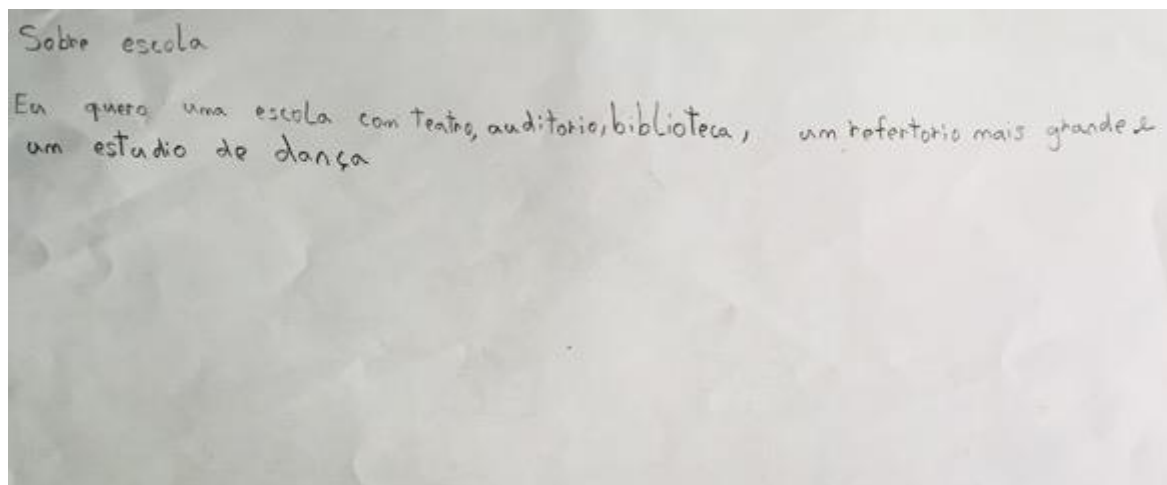 Sobre escola
Eu quero uma escola com teatro, auditorio, biblioteca, um refertorio mais grande e
um estudio de dança